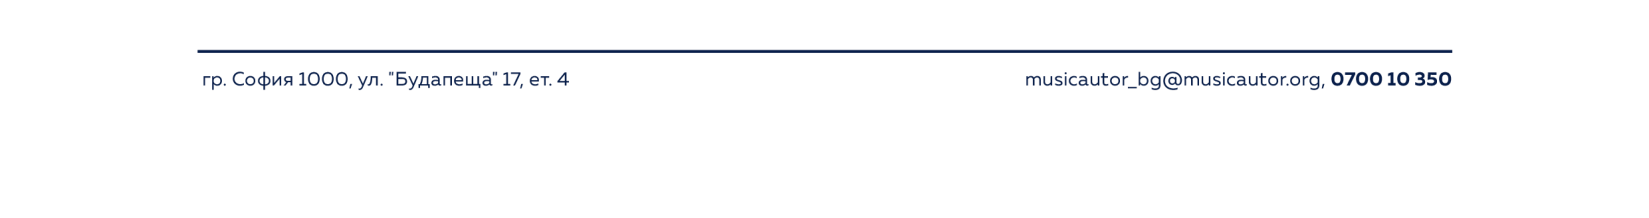 гр. София 1000, ул. "Будапеща" 17, ет. 4
musicautor_bg@musicautor.org, 0700 10 350